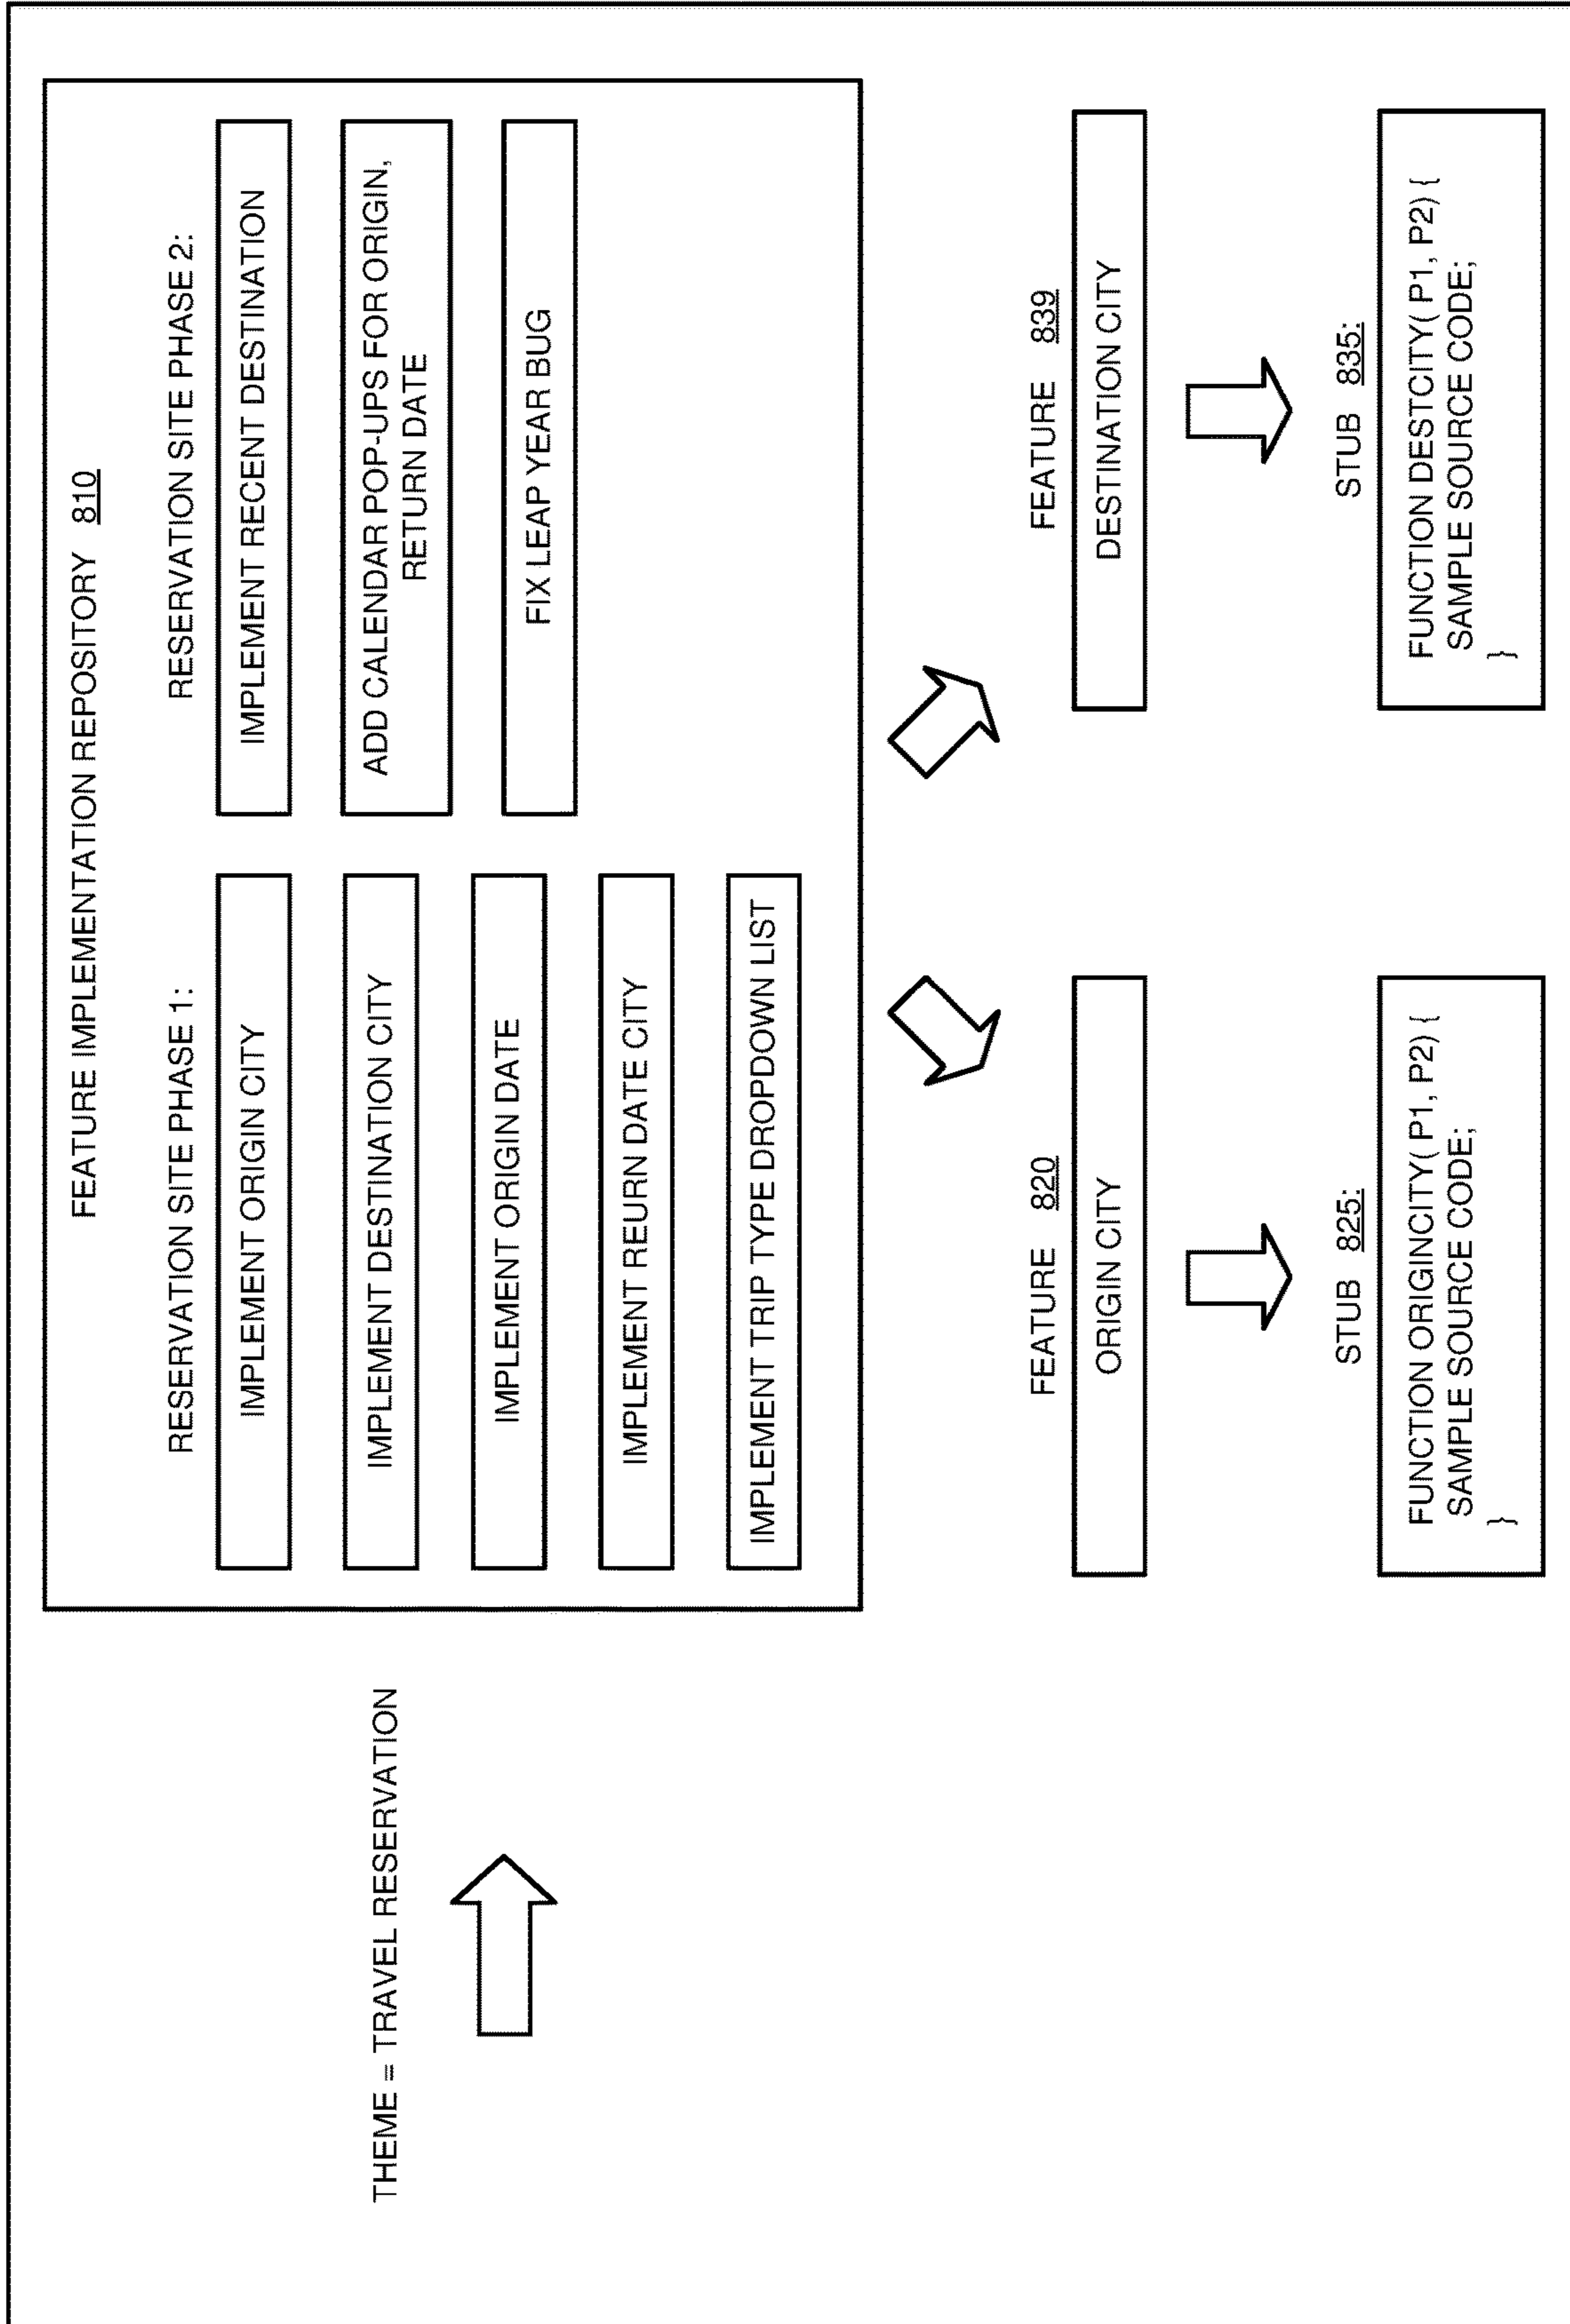 THEME = TRAVEL RESERVATION
FEATURE IMPLEMENTATION REPOSITORY 810
RESERVATION SITE PHASE 1:
IMPLEMENT ORIGIN CITY
IMPLEMENT DESTINATION CITY
IMPLEMENT ORIGIN DATE
IMPLEMENT REURN DATE CITY
IMPLEMENT TRIP TYPE DROPDOWN LIST
RESERVATION SITE PHASE 2:
IMPLEMENT RECENT DESTINATION
ADD CALENDAR POP-UPS FOR ORIGIN,
RETURN DATE
FIX LEAP YEAR BUG
FEATURE 820
ORIGIN CITY
STUB 825:
FUNCTION ORIGINCITY( P1, P2) {
SAMPLE SOURCE CODE;
}
FEATURE 839
DESTINATION CITY
STUB 835:
FUNCTION DESTCITY( P1, P2) {
SAMPLE SOURCE CODE;
}